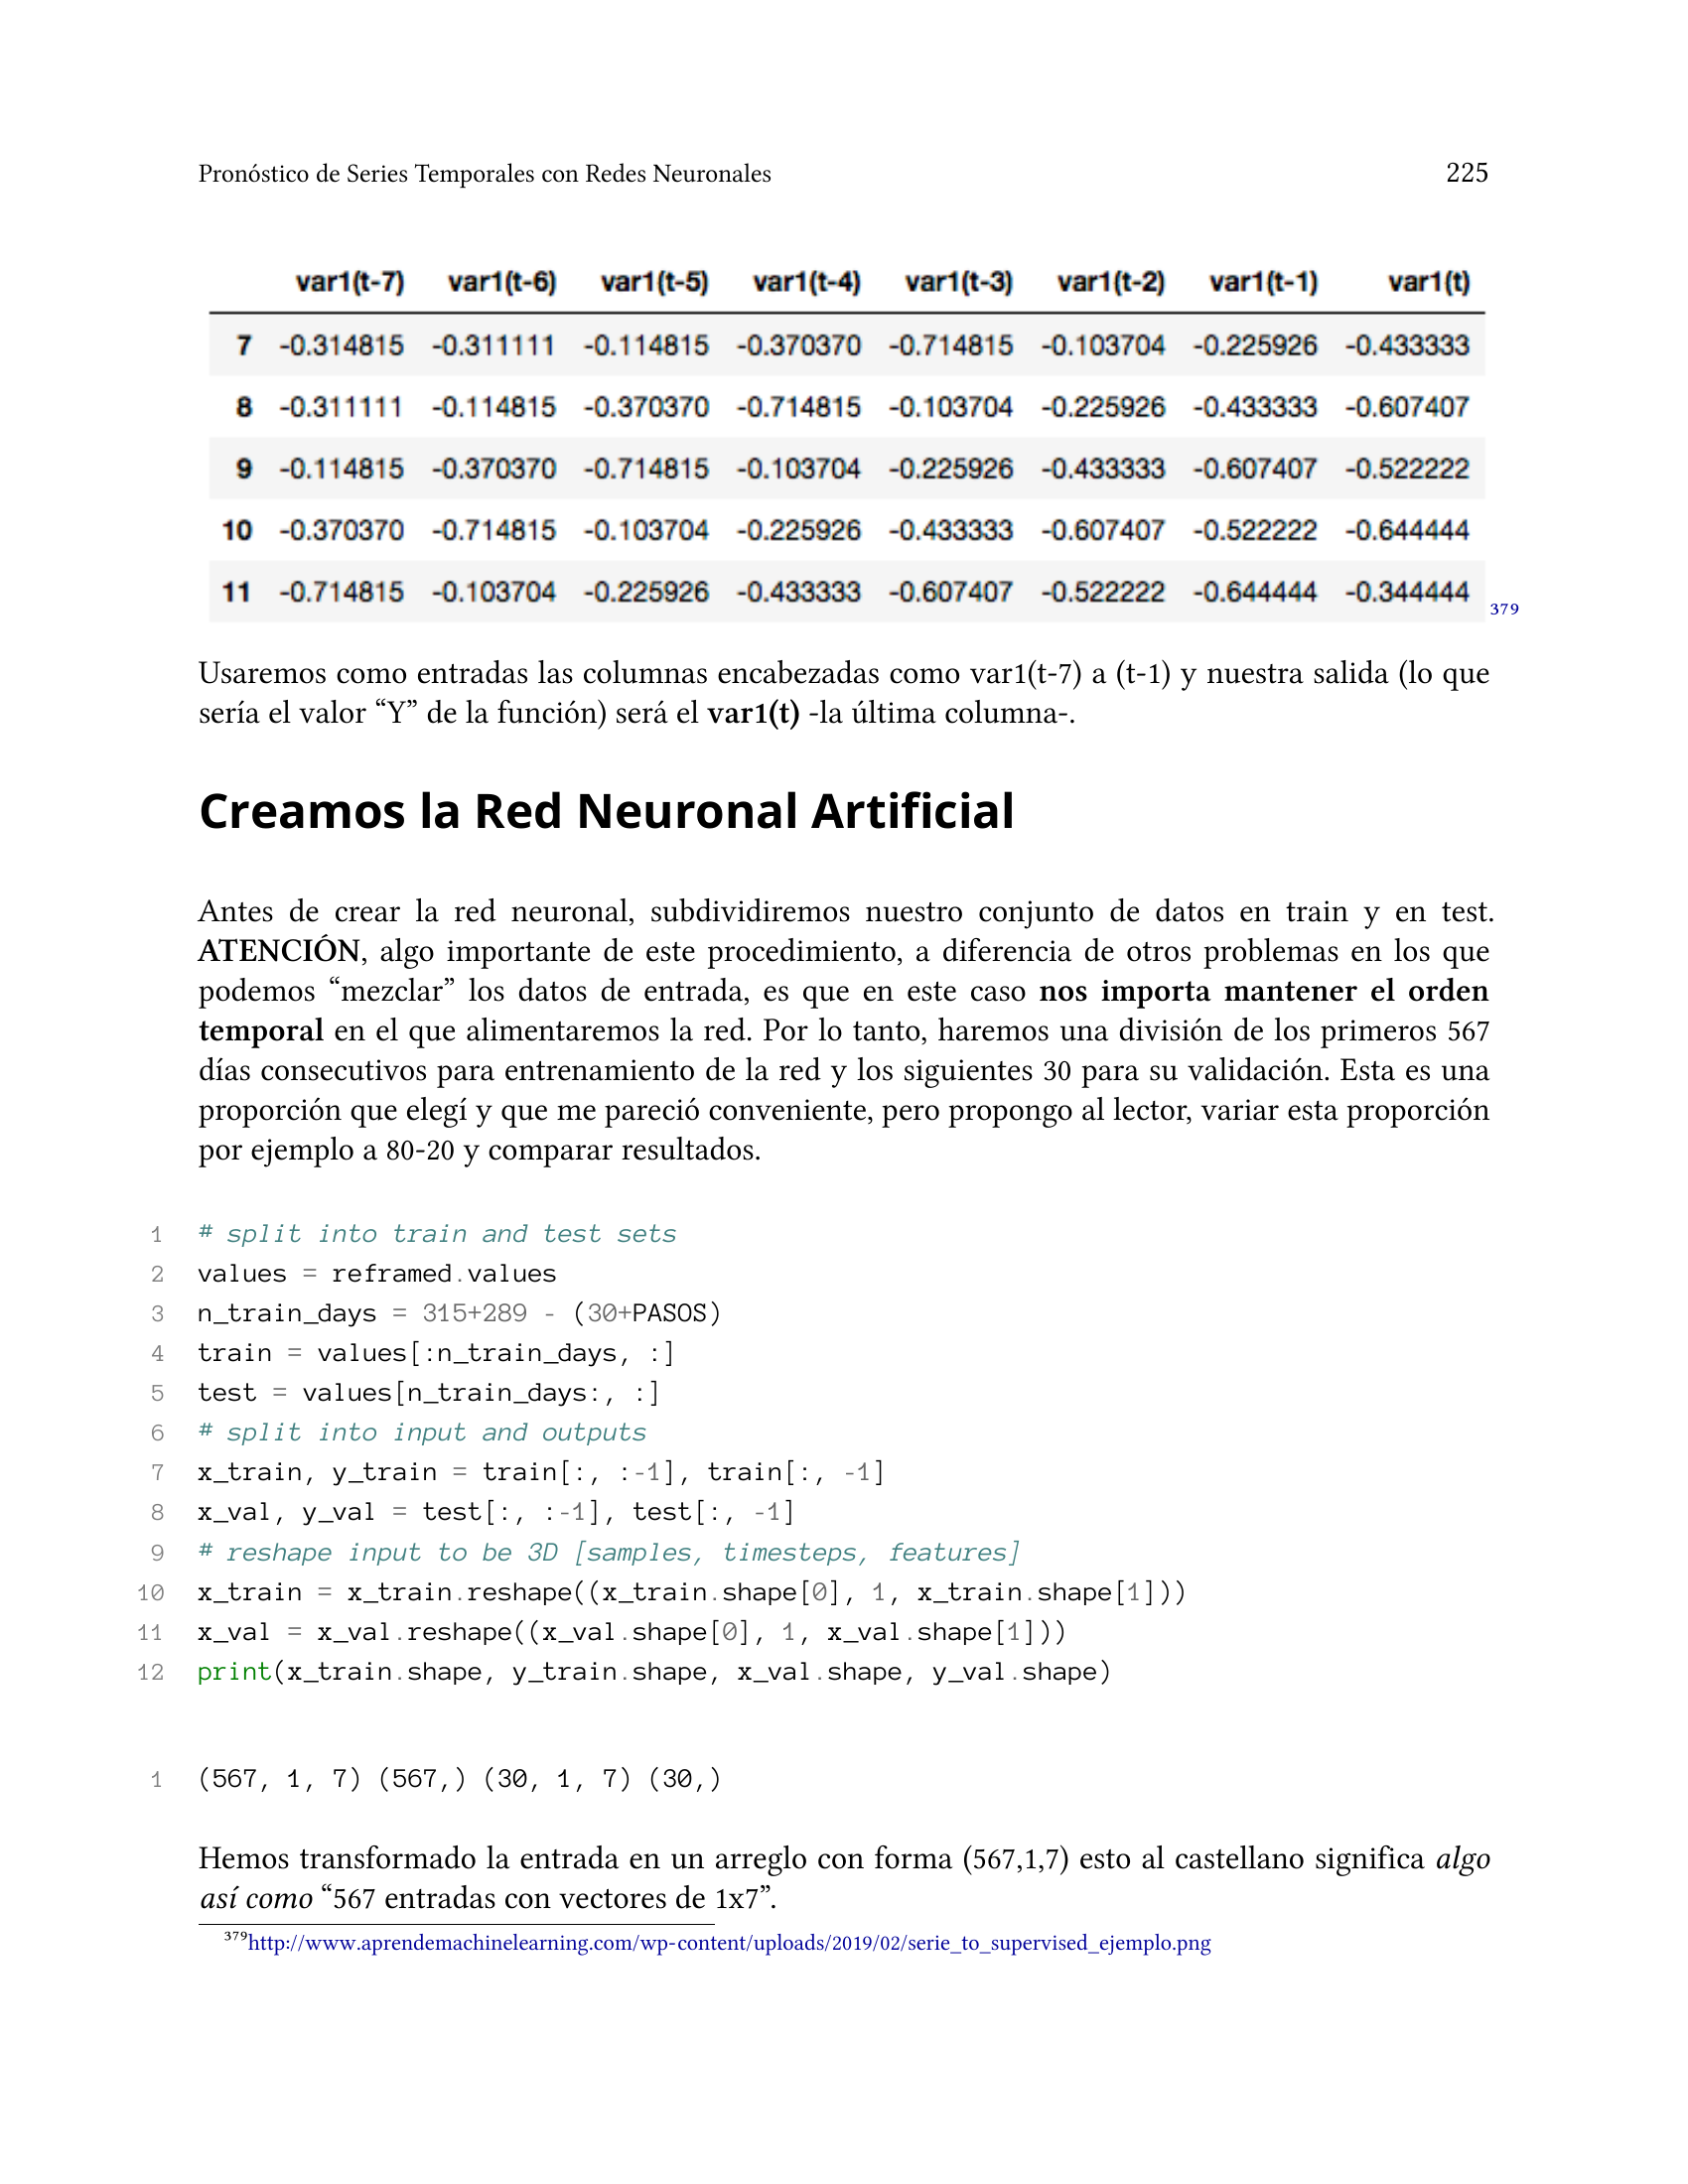 Pronóstico de Series Temporales con Redes Neuronales 225
var1(t-7) var1(t-6) var1(t-5) var1(t-4) var1(t-3) var1(t-2) var1(t-1) var1(t)
7 -0.314815 -0.311111 -0.114815 -0.370370 -0.714815 -0.103704 -0.225926 -0.433333
8 -0.311111 -0.114815 -0.370370 -0.714815 -0.103704 -0.225926 -0.433333 -0.607407
9 -0.114815 -0.370370 -0.714815 -0.103704 -0.225926 -0.433333 -0.607407 -0.522222
10 -0.370370 -0.714815 -0.103704 -0.225926 -0.433333 -0.607407 -0.522222 -0.644444
11 -0.714815 -0.103704 -0.225926 -0.433333 -0.607407 -0.522222 -0.644444 -0.344444 379
Usaremos como entradas las columnas encabezadas como var1(t-7) a (t-1) y nuestra salida (lo que
sería el valor “Y” de la función) será el var1(t) -la última columna-.
Creamos la Red Neuronal Artificial
Antes de crear la red neuronal, subdividiremos nuestro conjunto de datos en train y en test.
ATENCIÓN, algo importante de este procedimiento, a diferencia de otros problemas en los que
podemos “mezclar” los datos de entrada, es que en este caso nos importa mantener el orden
temporal en el que alimentaremos la red. Por lo tanto, haremos una división de los primeros 567
días consecutivos para entrenamiento de la red y los siguientes 30 para su validación. Esta es una
proporción que elegí y que me pareció conveniente, pero propongo al lector, variar esta proporción
por ejemplo a 80-20 y comparar resultados.
1 # split into train and test sets
2 values = reframed.values
3 n_train_days = 315+289 - (30+PASOS)
4 train = values[:n_train_days, :]
5 test = values[n_train_days:, :]
6 # split into input and outputs
7 x_train, y_train = train[:, :-1], train[:, -1]
8 x_val, y_val = test[:, :-1], test[:, -1]
9 # reshape input to be 3D [samples, timesteps, features]
10 x_train = x_train.reshape((x_train.shape[0], 1, x_train.shape[1]))
11 x_val = x_val.reshape((x_val.shape[0], 1, x_val.shape[1]))
12 print(x_train.shape, y_train.shape, x_val.shape, y_val.shape)
1 (567, 1, 7) (567,) (30, 1, 7) (30,)
Hemos transformado la entrada en un arreglo con forma (567,1,7) esto al castellano significa algo
así como “567 entradas con vectores de 1x7”.
379http://www.aprendemachinelearning.com/wp-content/uploads/2019/02/serie_to_supervised_ejemplo.png